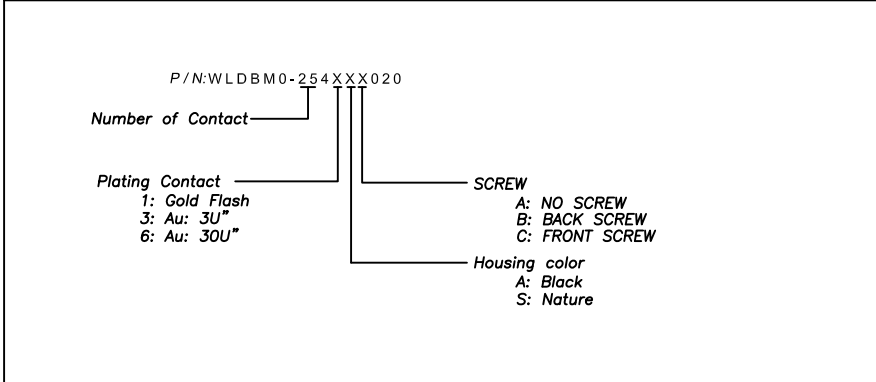 P/N:WLDBM0-254XXX020
Number of Contact
Plating Contact
1: Gold Flash
3: Au: 3U"
6: Au: 30U"
SCREW
A: NO SCREW
B: BACK SCREW
C: FRONT SCREW
Housing color
A: Black
S: Nature